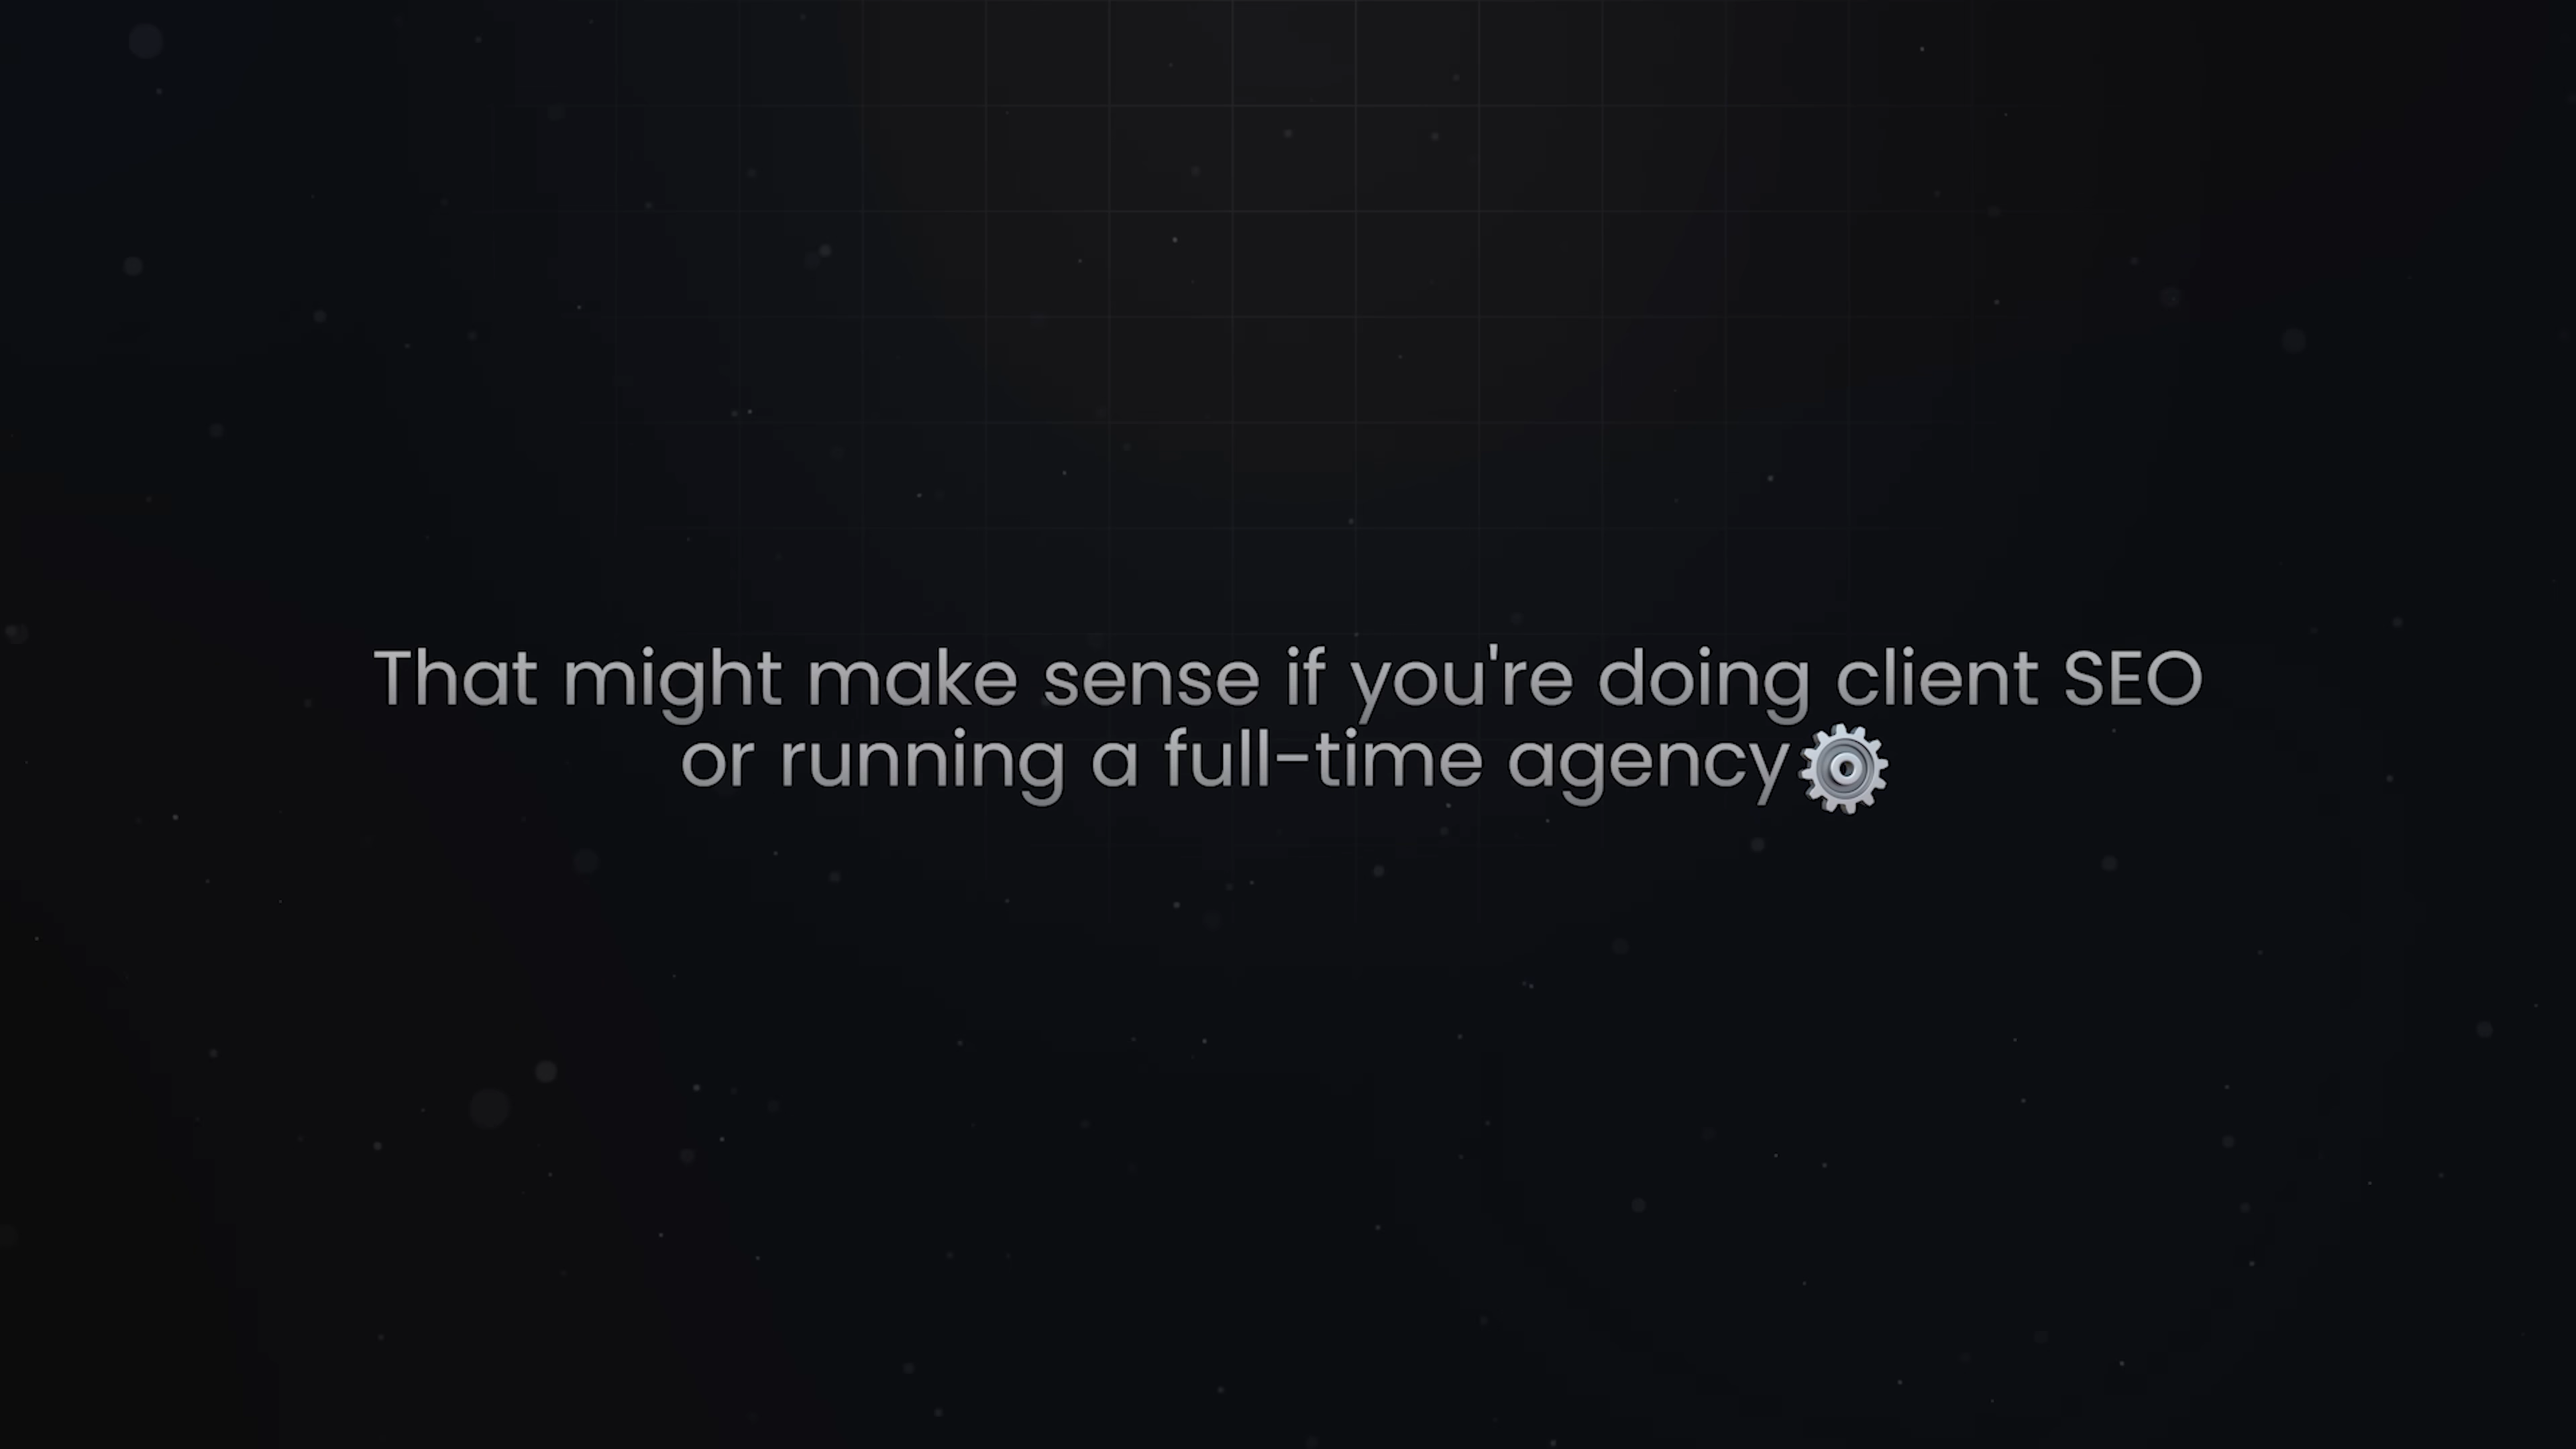 That might make sense if you're doing client SEO
or running a full-time agency